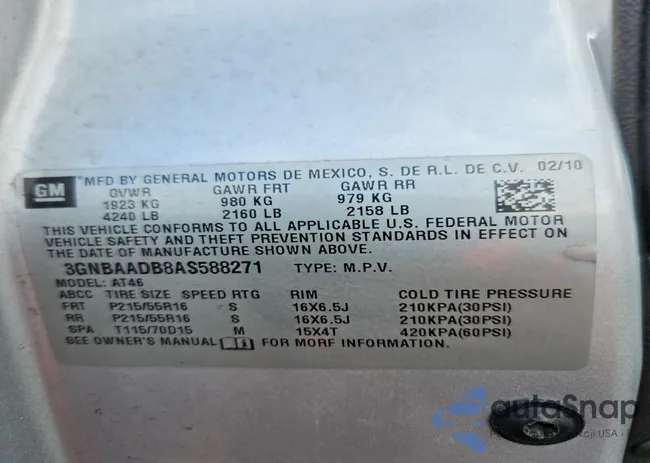 GM
*MFD BY GENERAL MOTORS DE MEXICO, S. DE R.L. DE C.V. 02/10
GVWR GAWR FRT GAWR RR
1923 KG 980 KG 979 KG
4240 LB 2160 LB 2158 LB
THIS VEHICLE CONFORMS TO ALL APPLICABLE U.S. FEDERAL MOTOR
VEHICLE SAFETY AND THEFT PREVENTION STANDARDS IN EFFECT ON
THE DATE OF MANUFACTURE SHOWN ABOVE.
3GNBAADB8AS588271 TYPE: M.P.V.
MODEL: AT46
ABCC TIRE SIZE SPEED RTG RIM COLD TIRE PRESSURE
FRT P215/55R16 S 16X6.5J 210KPA(30PSI)
RR P215/55R16 S 16X6.5J 210KPA(30PSI)
SPA T115/70D15 M 15X4T 420KPA(60PSI)
SEE OWNER'S MANUAL FOR MORE INFORMATION.
autoSnap
USA i